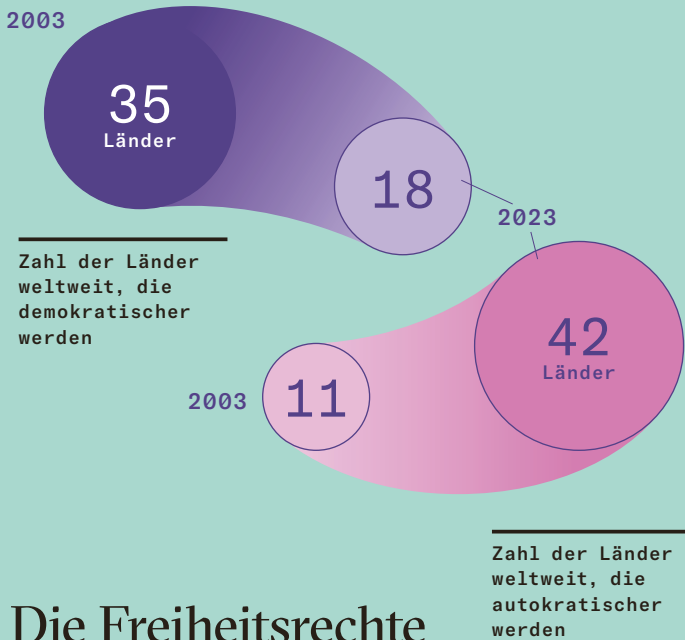 2003
35
Länder
18
2023
Zahl der Länder
weltweit, die
demokratischer
werden
42
Länder
2003
11
Zahl der Länder
weltweit, die
autokratischer
werden
Die Freiheitsrechte